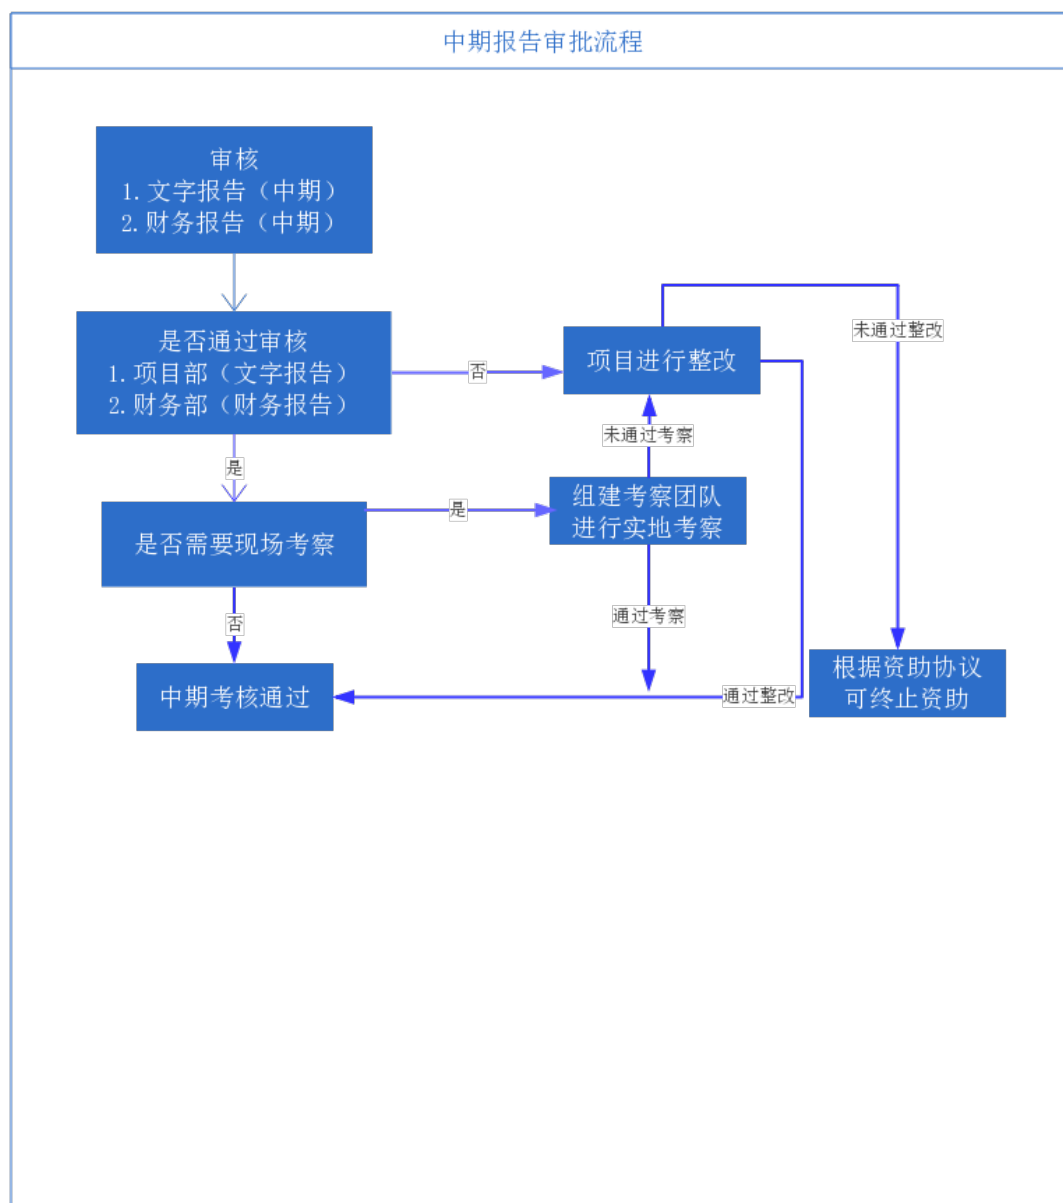 中期报告审批流程
审核
1.文字报告（中期）
2.财务报告（中期）
是否通过审核
1.项目部（文字报告）
2.财务部（财务报告）
否
项目进行整改
未通过整改
未通过考察
是
是否需要现场考察
是
组建考察团队
进行实地考察
否
通过考察
中期考核通过
通过整改
根据资助协议
可终止资助